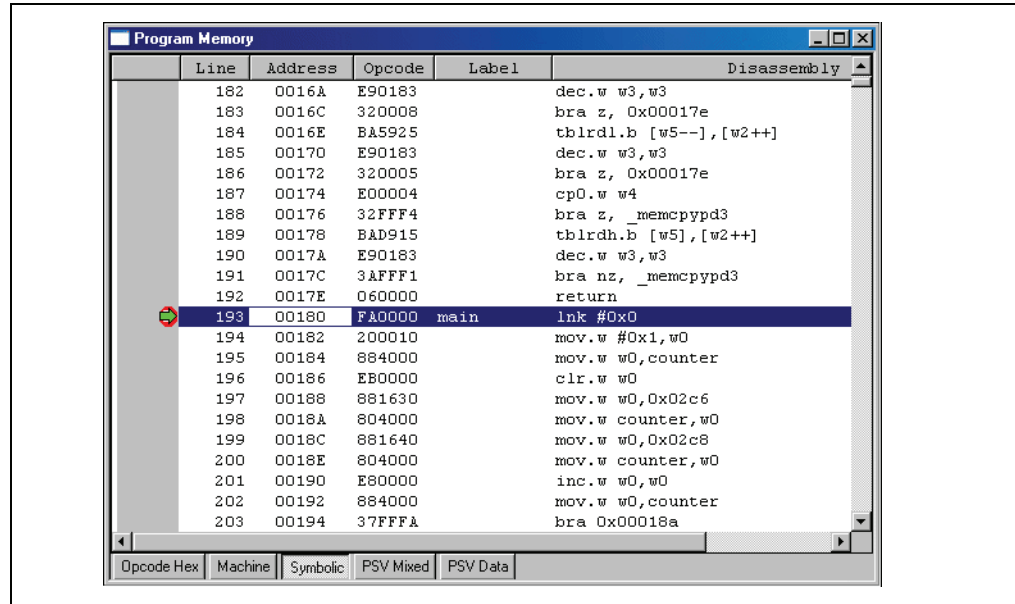 Program Memory
Line Address Opcode Label Disassembly
182 0016A E90183 dec.w w3,w3
183 0016C 320008 bra z, 0x00017e
184 0016E BA5925 tblrdl.b [w5--],[w2++]
185 00170 E90183 dec.w w3,w3
186 00172 320005 bra z, 0x00017e
187 00174 E00004 cp0.w w4
188 00176 32FFF4 bra z, _memcpypd3
189 00178 BAD915 tblrdh.b [w5],[w2++]
190 0017A E90183 dec.w w3,w3
191 0017C 3AFFF1 bra nz, _memcpypd3
192 0017E 060000 return
193 00180 FA0000 main lnk #0x0
194 00182 200010 mov.w #0x1,w0
195 00184 884000 mov.w w0,counter
196 00186 EB0000 clr.w w0
197 00188 881630 mov.w w0,0x02c6
198 0018A 804000 mov.w counter,w0
199 0018C 881640 mov.w w0,0x02c8
200 0018E 804000 mov.w counter,w0
201 00190 E80000 inc.w w0,w0
202 00192 884000 mov.w w0,counter
203 00194 37FFFA bra 0x00018a
Opcode Hex Machine Symbolic PSV Mixed PSV Data